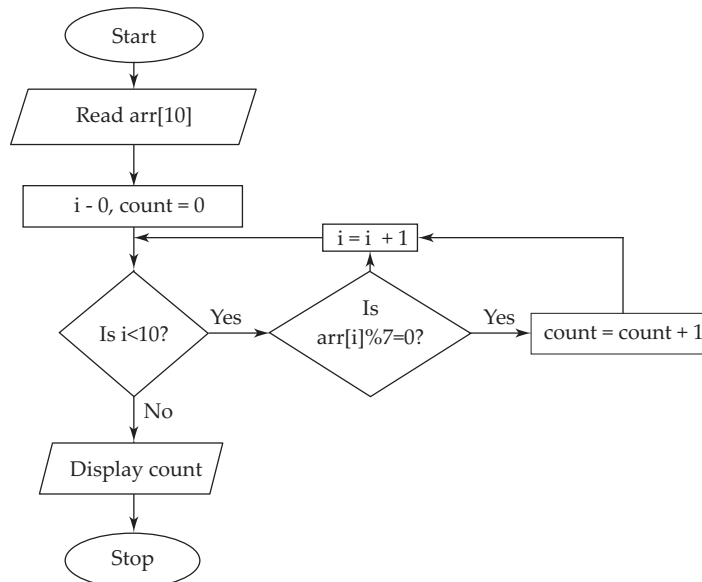 Start
Read arr[10]
i - 0, count = 0
i = i + 1
Is i<10?
Yes
Is
arr[i]%7=0?
Yes
count = count + 1
No
Display count
Stop